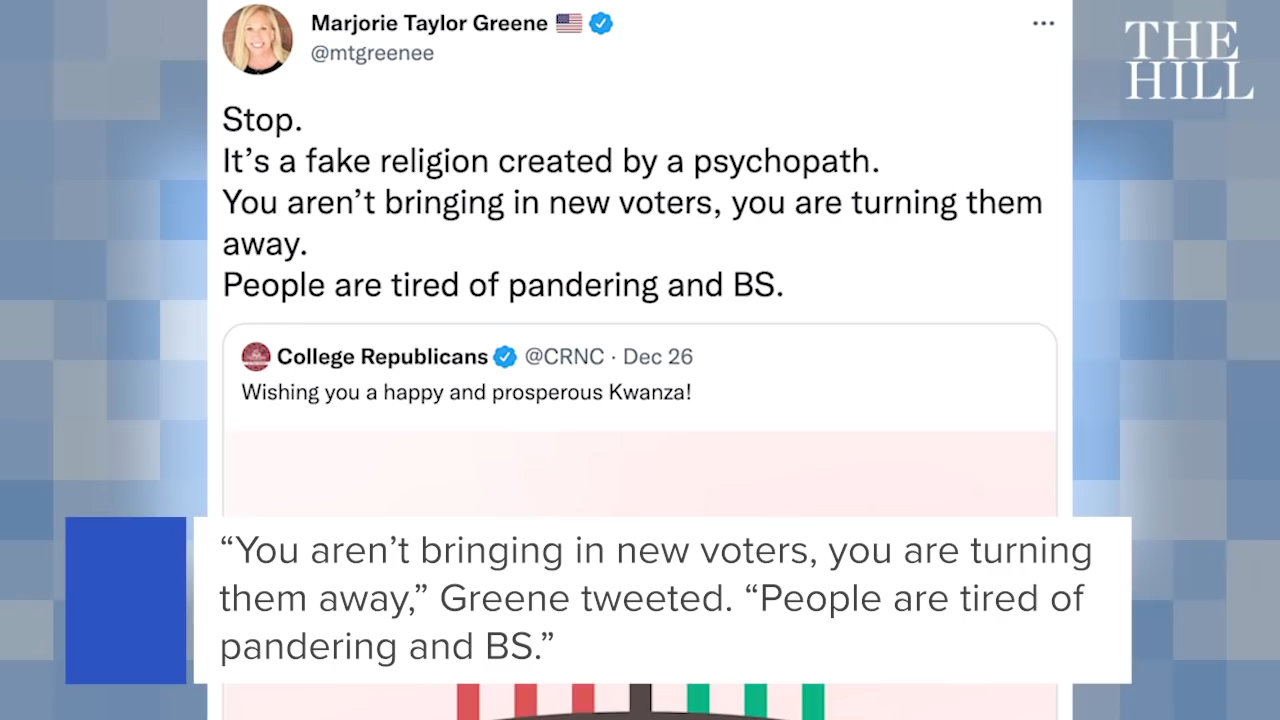 Marjorie Taylor Greene
@mtgreenee
THE
HILL
Stop.
It’s a fake religion created by a psychopath.
You aren’t bringing in new voters, you are turning them
away.
People are tired of pandering and BS.
College Republicans @CRNC · Dec 26
Wishing you a happy and prosperous Kwanza!
“You aren’t bringing in new voters, you are turning
them away,” Greene tweeted. “People are tired of
pandering and BS.”